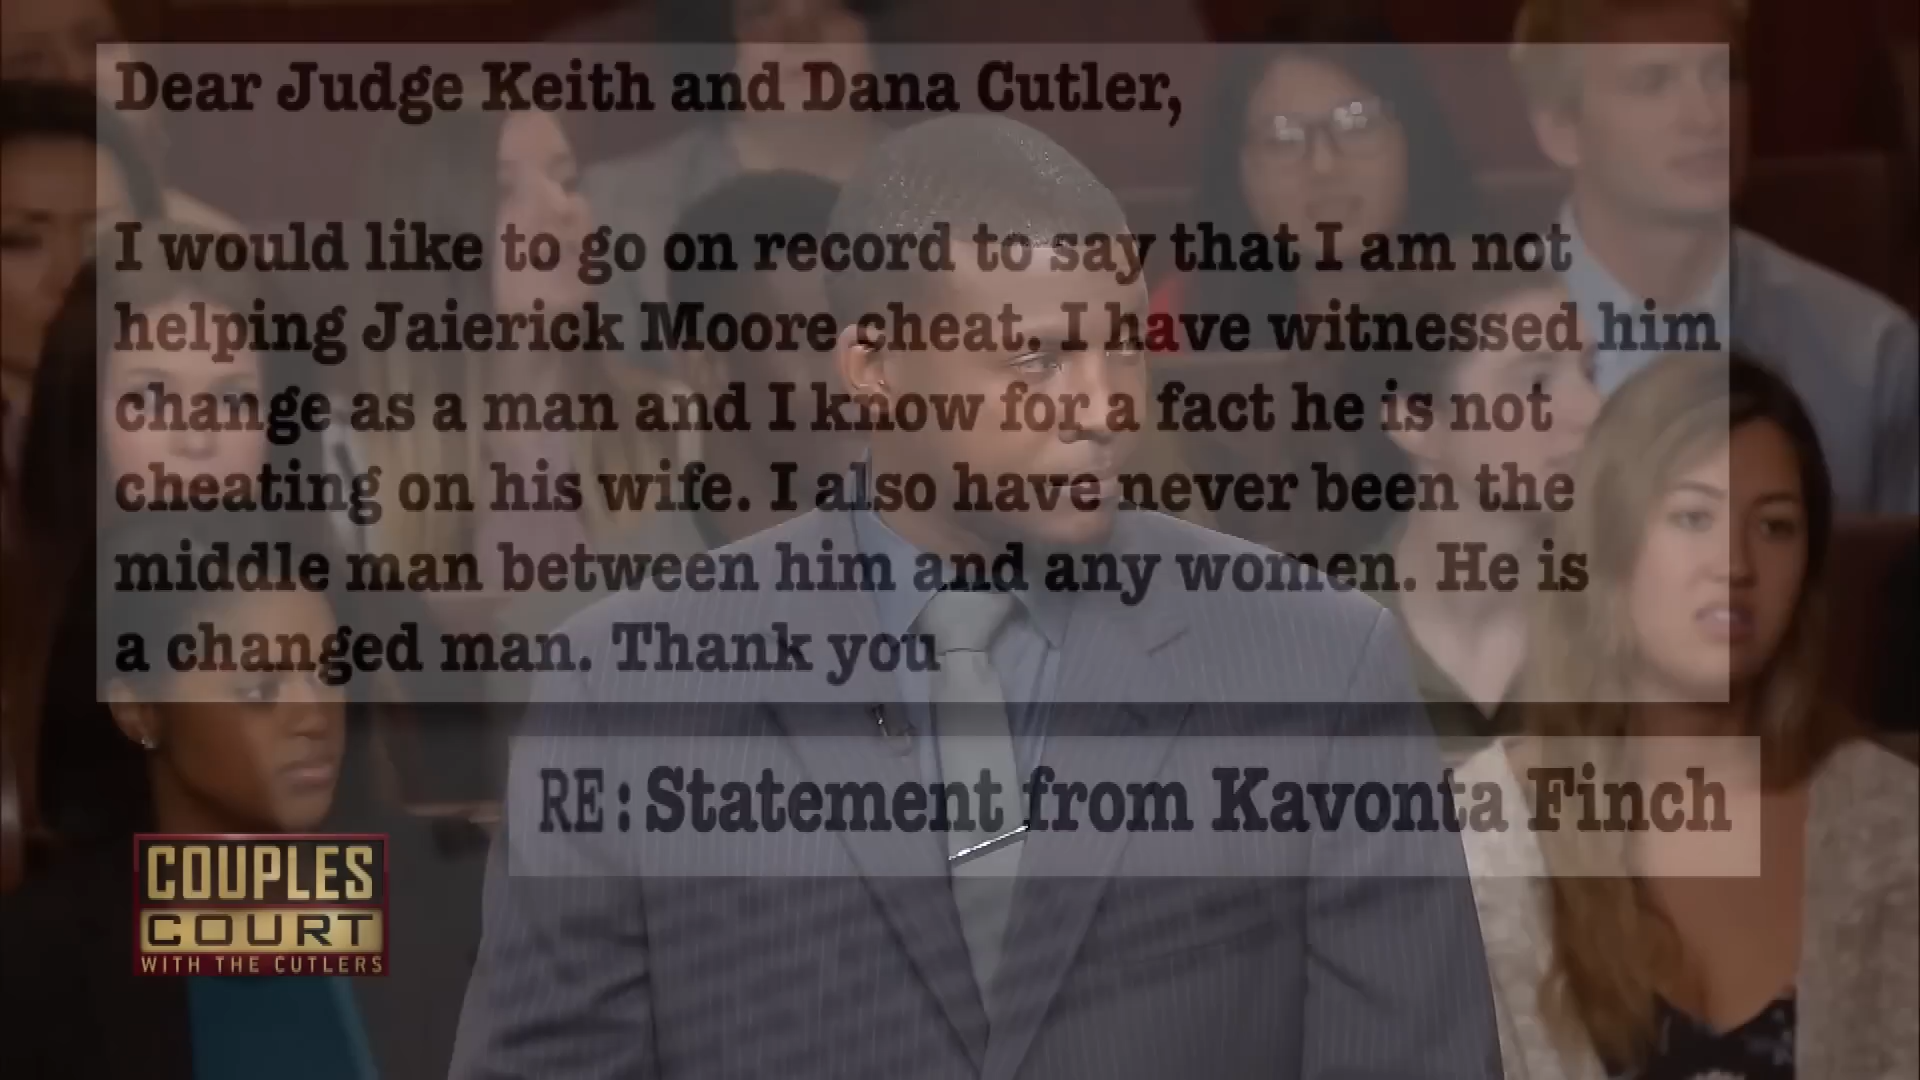 Dear Judge Keith and Dana Cutler,
I would like to go on record to say that I am not
helping Jaierick Moore cheat. I have witnessed him
change as a man and I know for a fact he is not
cheating on his wife. I also have never been the
middle man between him and any women. He is
a changed man. Thank you
RE: Statement from Kavonta Finch
COUPLES
COURT
WITH THE CUTLERS